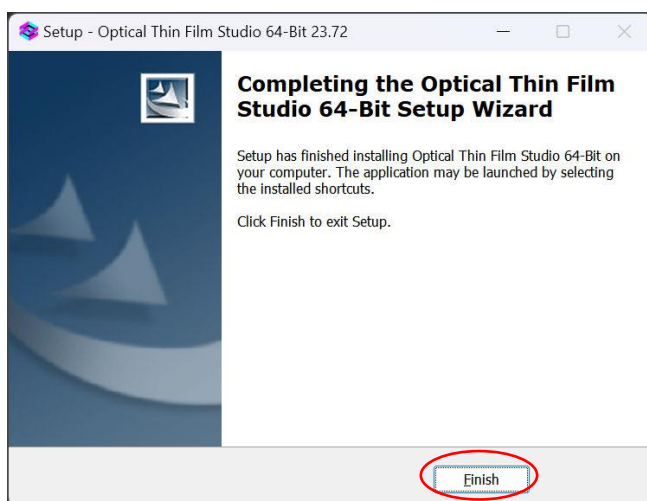 Setup - Optical Thin Film Studio 64-Bit 23.72
Completing the Optical Thin Film
Studio 64-Bit Setup Wizard
Setup has finished installing Optical Thin Film Studio 64-Bit on
your computer. The application may be launched by selecting
the installed shortcuts.
Click Finish to exit Setup.
Finish